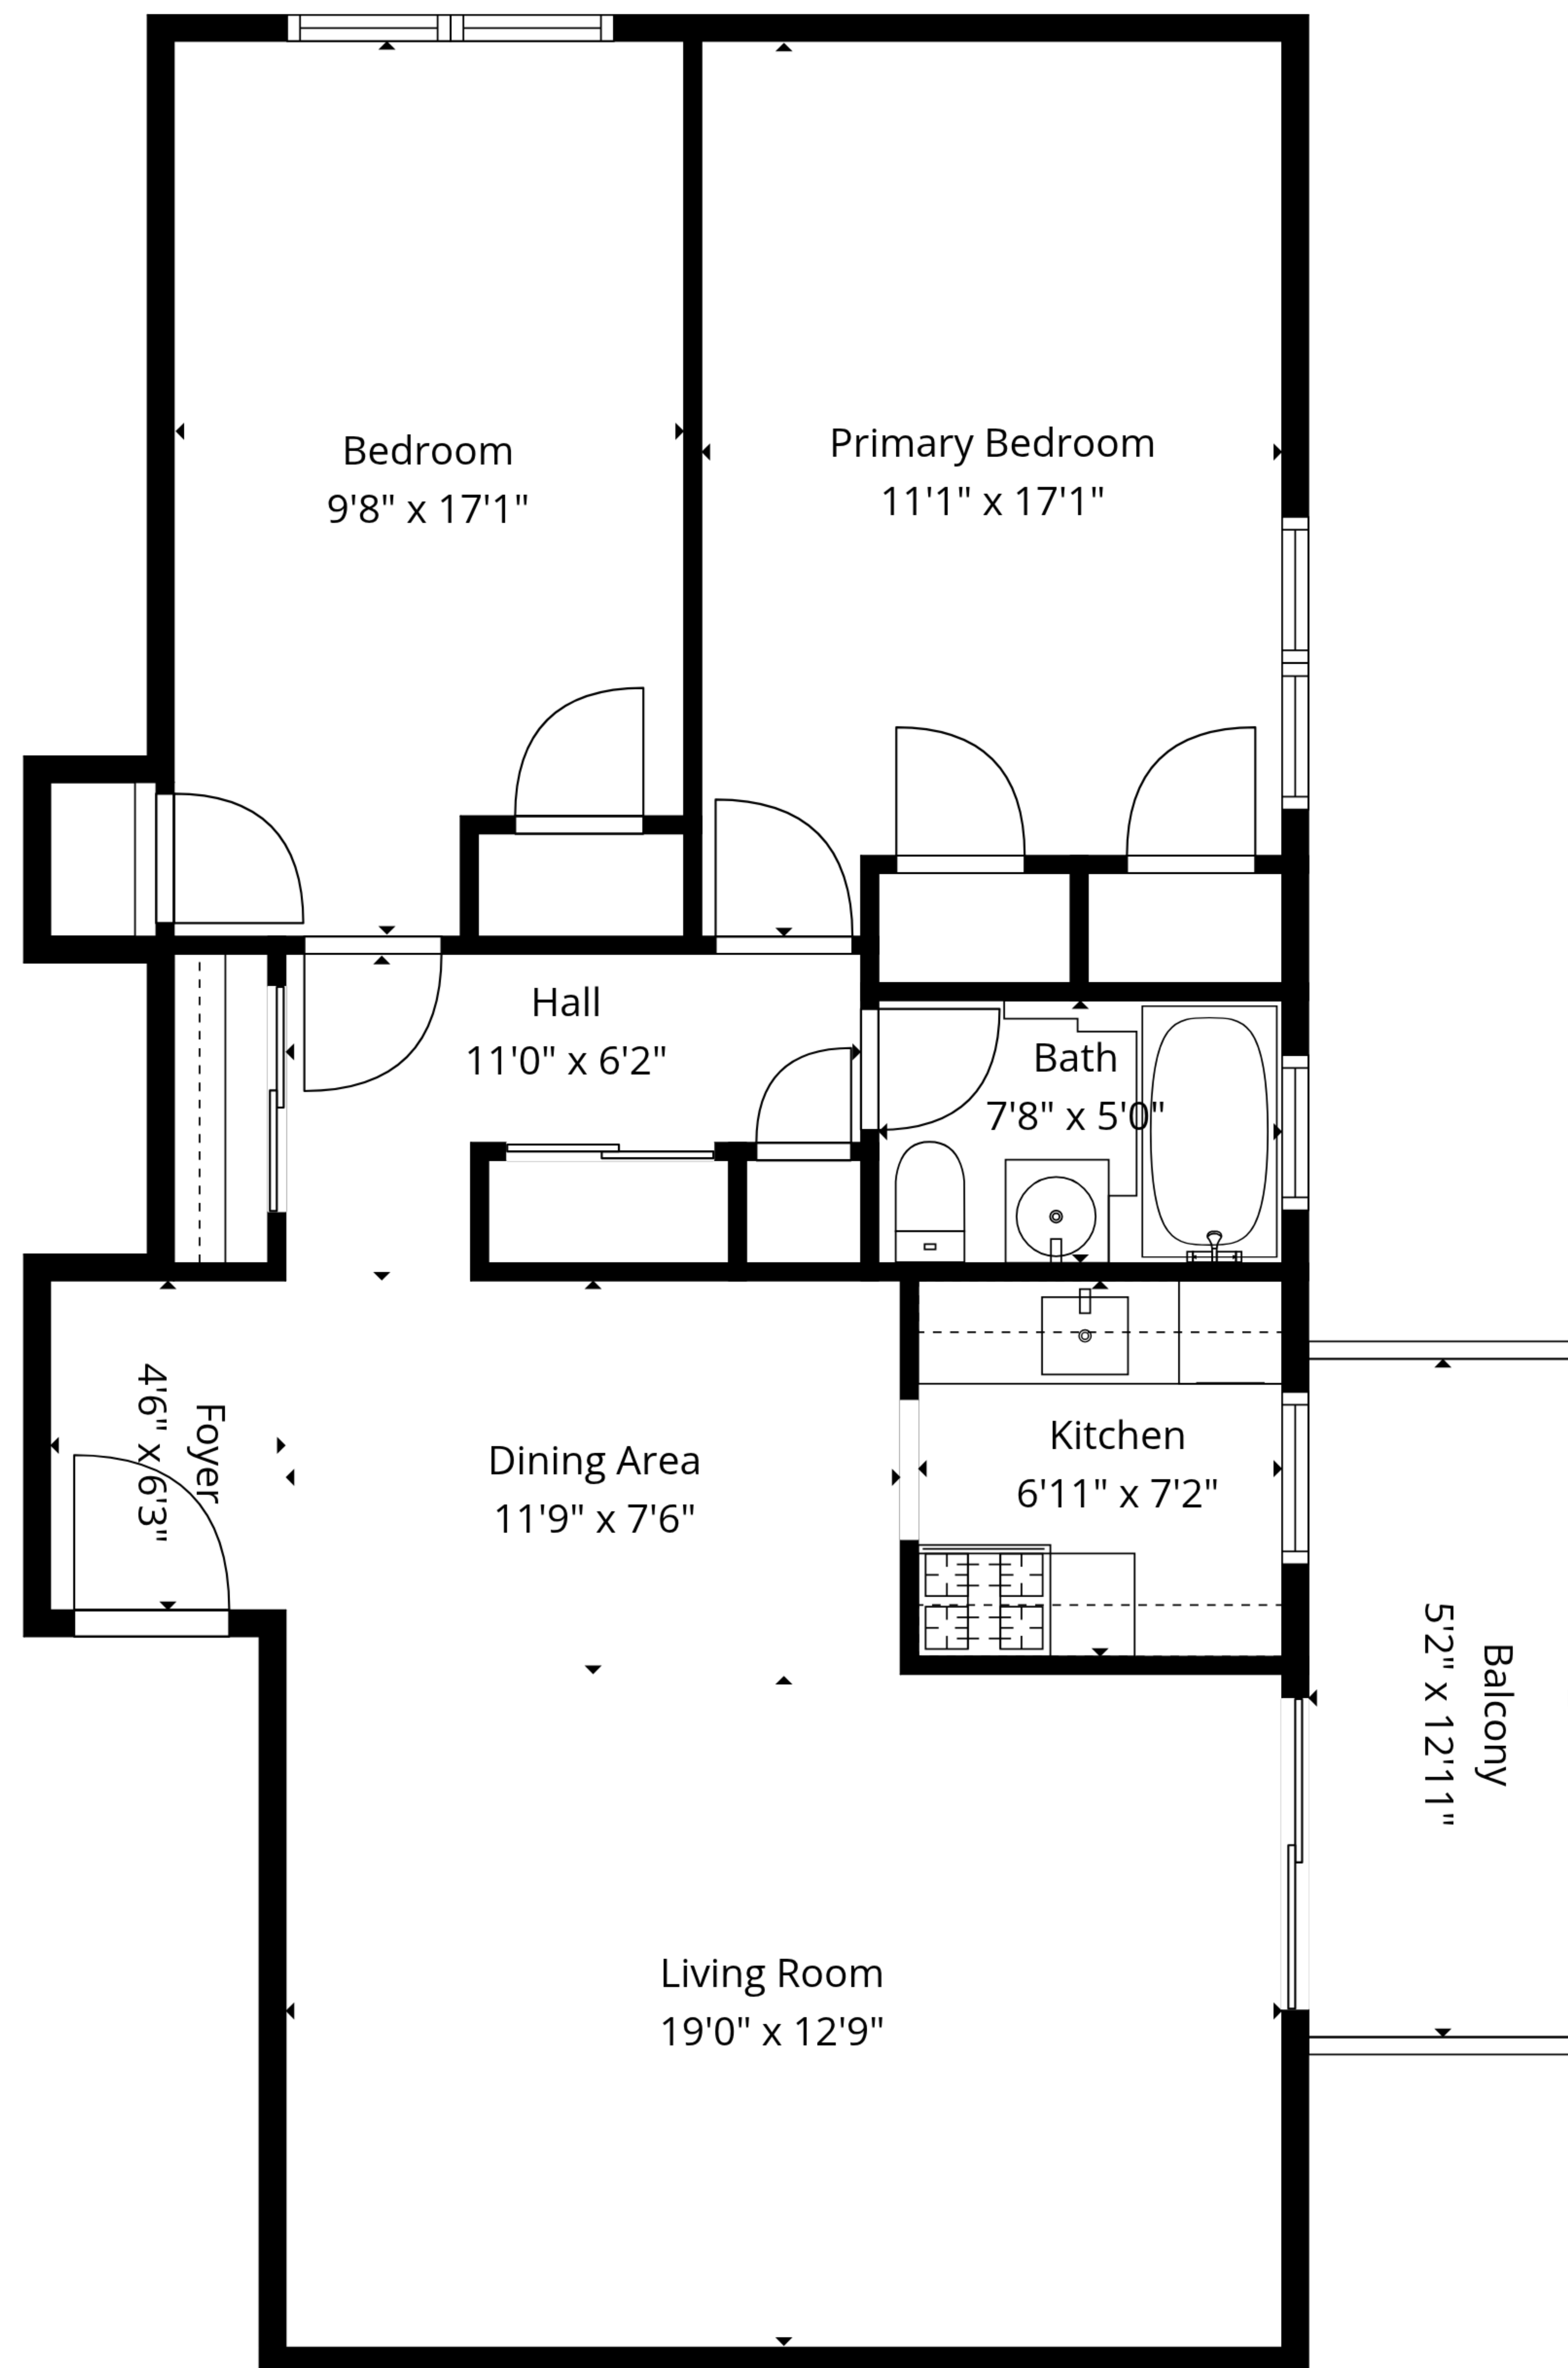 Bedroom
9'8" x 17'1"
Primary Bedroom
11'1" x 17'1"
Hall
11'0" x 6'2"
Bath
7'8" x 5'0"
Foyer
4'6" x 6'3"
Dining Area
11'9" x 7'6"
Kitchen
6'11" x 7'2"
Balcony
5'2" x 12'11"
Living Room
19'0" x 12'9"